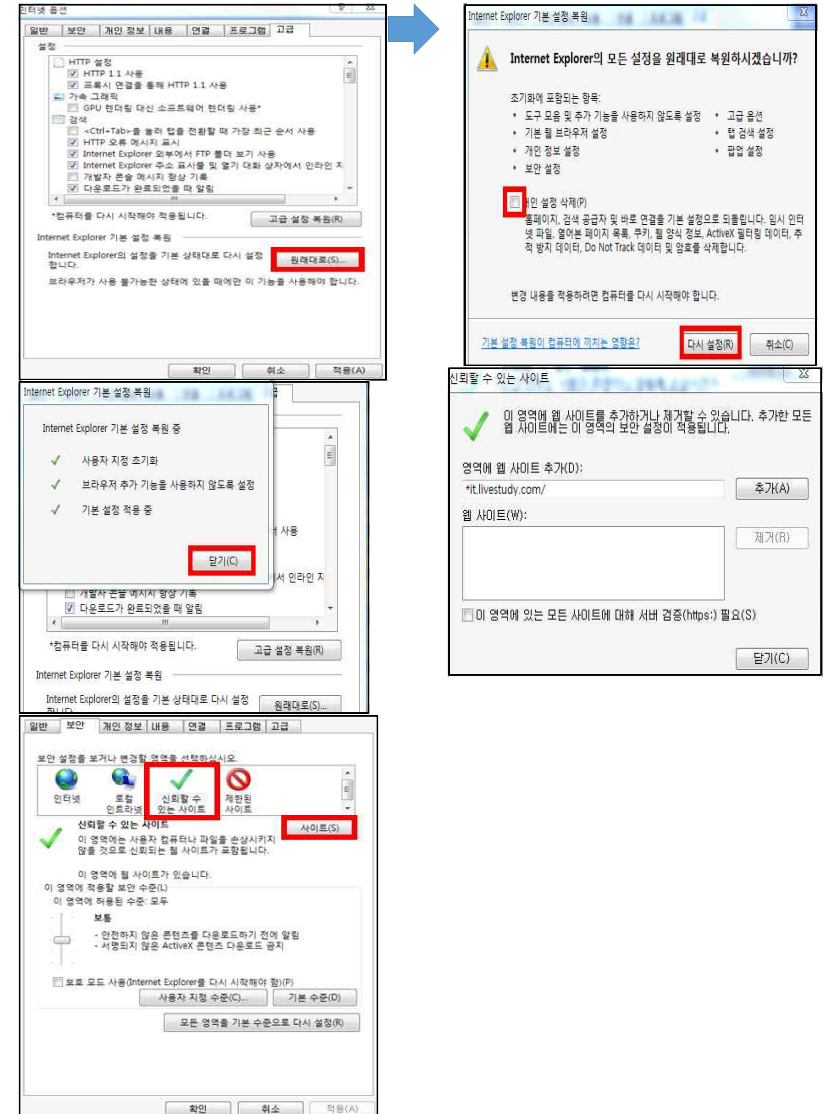 인터넷 옵션
일반 보안 개인 정보 내용 연결 프로그램 고급
설정
HTTP 설정
HTTP 1.1 사용
프록시 연결을 통해 HTTP 1.1 사용
가속 그래픽
GPU 렌더링 대신 소프트웨어 렌더링 사용*
검색
<Ctrl+Tab>을 눌러 탭을 전환할 때 가장 최근 순서 사용
HTTP 오류 메시지 표시
Internet Explorer 외부에서 FTP 폴더 보기 사용
Internet Explorer 주소 표시줄 및 열기 대화 상자에서 인라인 자
개발자 콘솔 메시지 항상 기록
다운로드가 완료되었을 때 알림
*컴퓨터를 다시 시작해야 적용됩니다.
고급 설정 복원(R)
Internet Explorer 기본 설정 복원
Internet Explorer의 설정을 기본 상태대로 다시 설정
합니다.
원래대로(S)...
브라우저가 사용 불가능한 상태에 있을 때에만 이 기능을 사용해야 합니다.
확인 취소 적용(A)
Internet Explorer 기본 설정 복원
Internet Explorer의 모든 설정을 원래대로 복원하시겠습니까?
초기화에 포함되는 항목:
• 도구 모음 및 추가 기능을 사용하지 않도록 설정 • 고급 옵션
• 기본 웹 브라우저 설정 • 탭 검색 설정
• 개인 정보 설정 • 팝업 설정
• 보안 설정
개인 설정 삭제(P)
홈페이지, 검색 공급자 및 바로 연결을 기본 설정으로 되돌립니다. 임시 인터
넷 파일, 열어본 페이지 목록, 쿠키, 웹 양식 정보, ActiveX 필터링 데이터, 추
적 방지 데이터, Do Not Track 데이터 및 암호를 삭제합니다.
변경 내용을 적용하려면 컴퓨터를 다시 시작해야 합니다.
기본 설정 복원이 컴퓨터에 끼치는 영향은?
다시 설정(R) 취소(C)
Internet Explorer 기본 설정 복원
Internet Explorer 기본 설정 복원 중
사용자 지정 초기화
브라우저 추가 기능을 사용하지 않도록 설정
기본 설정 적용 중
닫기(C)
사용
서 인라인 자
개발자 콘솔 메시지 항상 기록
다운로드가 완료되었을 때 알림
*컴퓨터를 다시 시작해야 적용됩니다.
고급 설정 복원(R)
Internet Explorer 기본 설정 복원
Internet Explorer의 설정을 기본 상태대로 다시 설정
합니다.
원래대로(S)...
신뢰할 수 있는 사이트
이 영역에 웹 사이트를 추가하거나 제거할 수 있습니다. 추가한 모든
웹 사이트에는 이 영역의 보안 설정이 적용됩니다.
영역에 웹 사이트 추가(D):
*it.livestudy.com/
추가(A)
웹 사이트(W):
제거(R)
이 영역에 있는 모든 사이트에 대해 서버 검증(https:) 필요(S)
닫기(C)
일반 보안 개인 정보 내용 연결 프로그램 고급
보안 설정을 보거나 변경할 영역을 선택하십시오.
인터넷
로컬
인트라넷
신뢰할 수
있는 사이트
제한된
사이트
신뢰할 수 있는 사이트
사이트(S)
이 영역에는 사용자 컴퓨터나 파일을 손상시키지
않을 것으로 신뢰되는 웹 사이트가 포함됩니다.
이 영역에 웹 사이트가 있습니다.
이 영역에 적용할 보안 수준(L)
이 영역에 허용된 수준: 모두
보통
- 안전하지 않은 콘텐츠를 다운로드하기 전에 알림
- 서명되지 않은 ActiveX 콘텐츠 다운로드 금지
보호 모드 사용(Internet Explorer를 다시 시작해야 함)(P)
사용자 지정 수준(C)... 기본 수준(D)
모든 영역을 기본 수준으로 다시 설정(R)
확인 취소 적용(A)